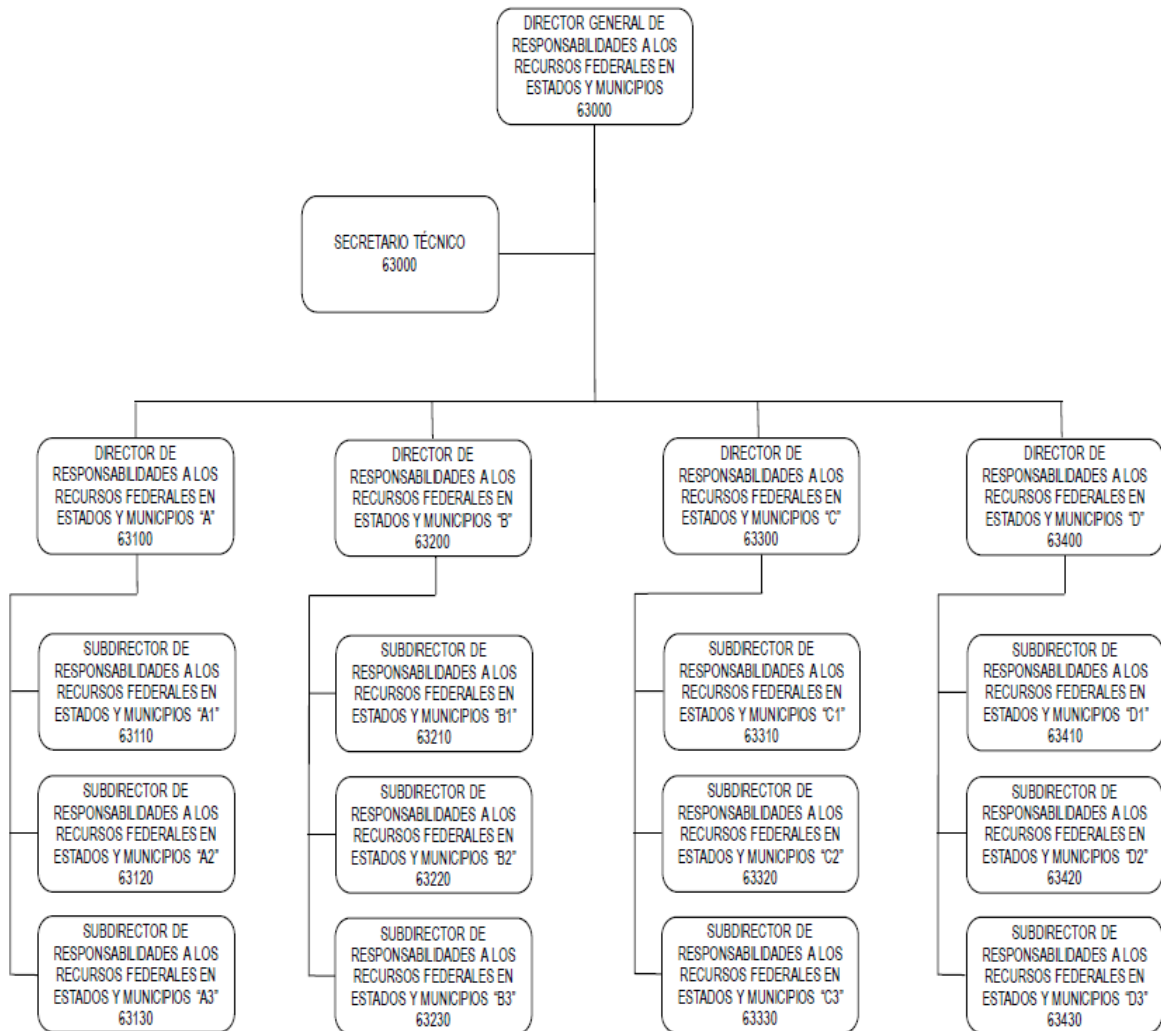 DIRECTOR GENERAL DE
RESPONSABILIDADES A LOS
RECURSOS FEDERALES EN
ESTADOS Y MUNICIPIOS
63000
SECRETARIO TÉCNICO
63000
DIRECTOR DE
RESPONSABILIDADES A LOS
RECURSOS FEDERALES EN
ESTADOS Y MUNICIPIOS “A”
63100
DIRECTOR DE
RESPONSABILIDADES A LOS
RECURSOS FEDERALES EN
ESTADOS Y MUNICIPIOS “B”
63200
DIRECTOR DE
RESPONSABILIDADES A LOS
RECURSOS FEDERALES EN
ESTADOS Y MUNICIPIOS “C”
63300
DIRECTOR DE
RESPONSABILIDADES A LOS
RECURSOS FEDERALES EN
ESTADOS Y MUNICIPIOS “D”
63400
SUBDIRECTOR DE
RESPONSABILIDADES A LOS
RECURSOS FEDERALES EN
ESTADOS Y MUNICIPIOS “A1”
63110
SUBDIRECTOR DE
RESPONSABILIDADES A LOS
RECURSOS FEDERALES EN
ESTADOS Y MUNICIPIOS “B1”
63210
SUBDIRECTOR DE
RESPONSABILIDADES A LOS
RECURSOS FEDERALES EN
ESTADOS Y MUNICIPIOS “C1”
63310
SUBDIRECTOR DE
RESPONSABILIDADES A LOS
RECURSOS FEDERALES EN
ESTADOS Y MUNICIPIOS “D1”
63410
SUBDIRECTOR DE
RESPONSABILIDADES A LOS
RECURSOS FEDERALES EN
ESTADOS Y MUNICIPIOS “A2”
63120
SUBDIRECTOR DE
RESPONSABILIDADES A LOS
RECURSOS FEDERALES EN
ESTADOS Y MUNICIPIOS “B2”
63220
SUBDIRECTOR DE
RESPONSABILIDADES A LOS
RECURSOS FEDERALES EN
ESTADOS Y MUNICIPIOS “C2”
63320
SUBDIRECTOR DE
RESPONSABILIDADES A LOS
RECURSOS FEDERALES EN
ESTADOS Y MUNICIPIOS “D2”
63420
SUBDIRECTOR DE
RESPONSABILIDADES A LOS
RECURSOS FEDERALES EN
ESTADOS Y MUNICIPIOS “A3”
63130
SUBDIRECTOR DE
RESPONSABILIDADES A LOS
RECURSOS FEDERALES EN
ESTADOS Y MUNICIPIOS “B3”
63230
SUBDIRECTOR DE
RESPONSABILIDADES A LOS
RECURSOS FEDERALES EN
ESTADOS Y MUNICIPIOS “C3”
63330
SUBDIRECTOR DE
RESPONSABILIDADES A LOS
RECURSOS FEDERALES EN
ESTADOS Y MUNICIPIOS “D3”
63430